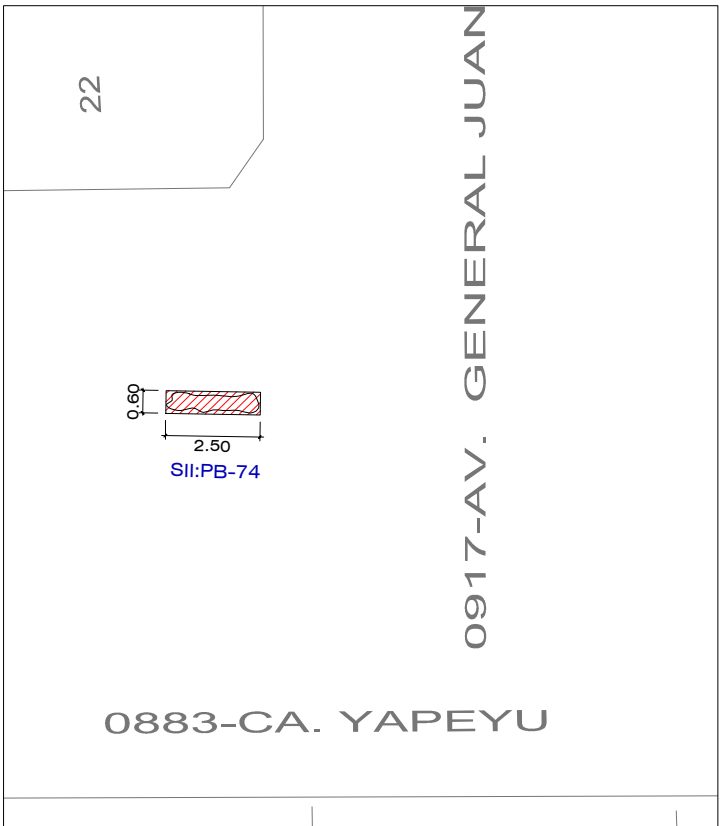 22
0917-AV. GENERAL JUAN
0.60
2.50
SII:PB-74
0883-CA. YAPEYU